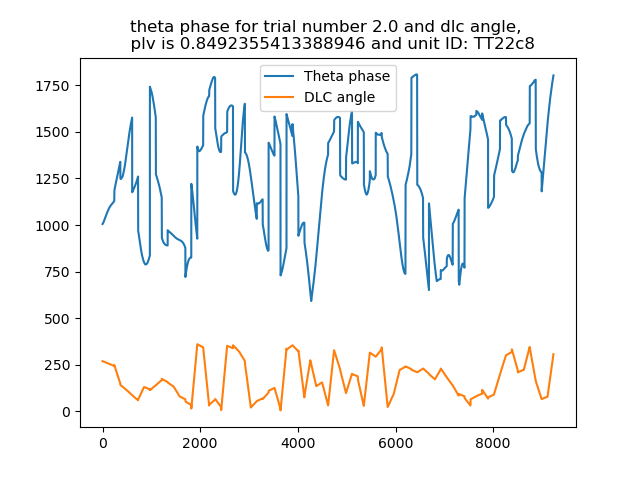 theta phase for trial number 2.0 and dlc angle,
plv is 0.8492355413388946 and unit ID: TT22c8
Theta phase
DLC angle
1750
1500
1250
1000
750
500
250
0
0 2000 4000 6000 8000